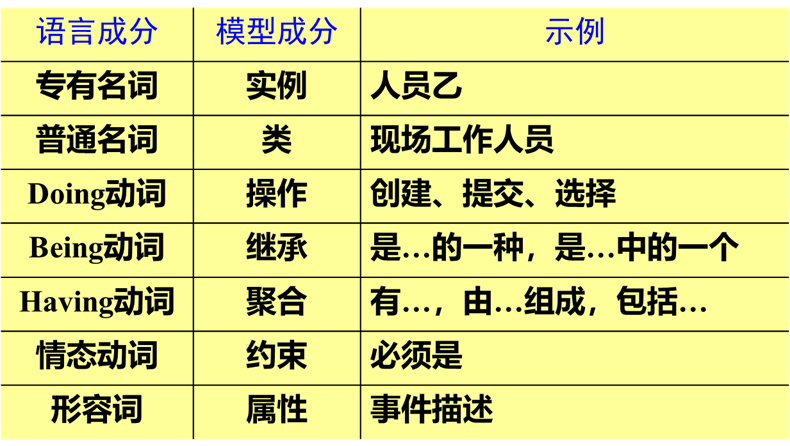 语言成分 模型成分 示例
专有名词 实例 人员乙
普通名词 类 现场工作人员
Doing动词 操作 创建、提交、选择
Being动词 继承 是…的一种，是…中的一个
Having动词 聚合 有…，由…组成，包括…
情态动词 约束 必须是
形容词 属性 事件描述